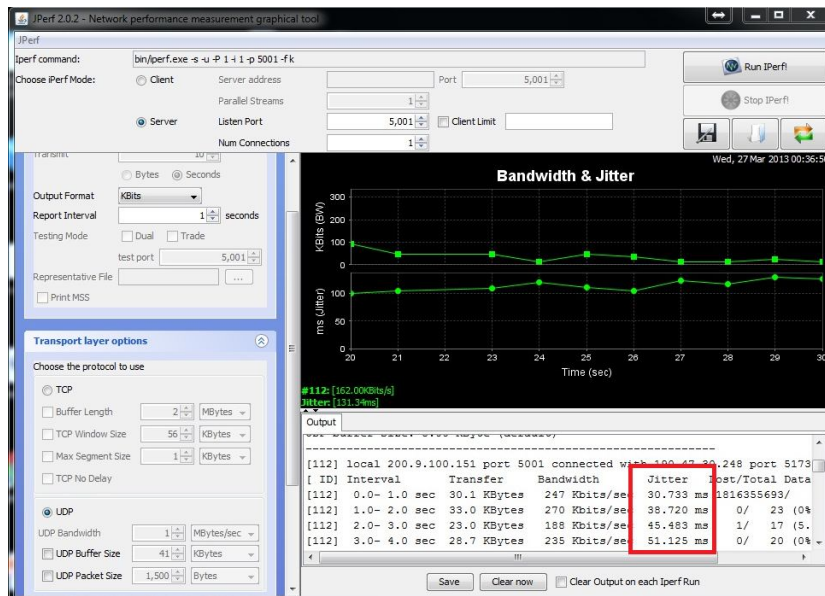 JPerf 2.0.2 - Network performance measurement graphical tool
JPerf
Iperf command: bin/iperf.exe -s -u -P 1 -i 1 -p 5001 -f k
Choose iPerf Mode: Client Server address Port 5,001
Parallel Streams 1
Server Listen Port 5,001 Client Limit
Num Connections 1
Run IPerf!
Stop IPerf!
Transmit 10
Bytes Seconds
Output Format KBits
Report Interval 1 seconds
Testing Mode Dual Trade
test port 5,001
Representative File ...
Print MSS
Transport layer options
Choose the protocol to use
TCP
Buffer Length 2 MBytes
TCP Window Size 56 KBytes
Max Segment Size 1 KBytes
TCP No Delay
UDP
UDP Bandwidth 1 MBytes/sec
UDP Buffer Size 41 KBytes
UDP Packet Size 1,500 Bytes
Wed, 27 Mar 2013 00:36:50
Bandwidth & Jitter
KBits (BW)
300
200
100
0
ms (Jitter)
100
50
0
20 21 22 23 24 25 26 27 28 29 30
Time (sec)
#112: [162.00KBits/s]
Jitter: [131.34ms]
Output
[112] local 200.9.100.151 port 5001 connected with 190.47.30.248 port 5173
[ ID] Interval Transfer Bandwidth Jitter Lost/Total Data
[112] 0.0- 1.0 sec 30.1 KBytes 247 Kbits/sec 30.733 ms 1816355693/
[112] 1.0- 2.0 sec 33.0 KBytes 270 Kbits/sec 38.720 ms 0/ 23 (0%
[112] 2.0- 3.0 sec 23.0 KBytes 188 Kbits/sec 45.483 ms 1/ 17 (5.
[112] 3.0- 4.0 sec 28.7 KBytes 235 Kbits/sec 51.125 ms 0/ 20 (0%
Save Clear now Clear Output on each Iperf Run